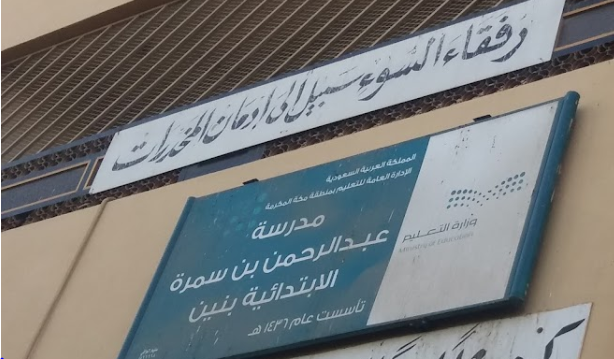 رفقاء السوء سبيل الى ادمان المخدرات
المملكة العربية السعودية
الإدارة العامة للتعليم بمنطقة مكة المكرمة
مدرسة
عبدالرحمن بن سمرة
الابتدائية بنين
تأسست عام ١٤٣٦ هـ
وزارة التعليم
Ministry of Education